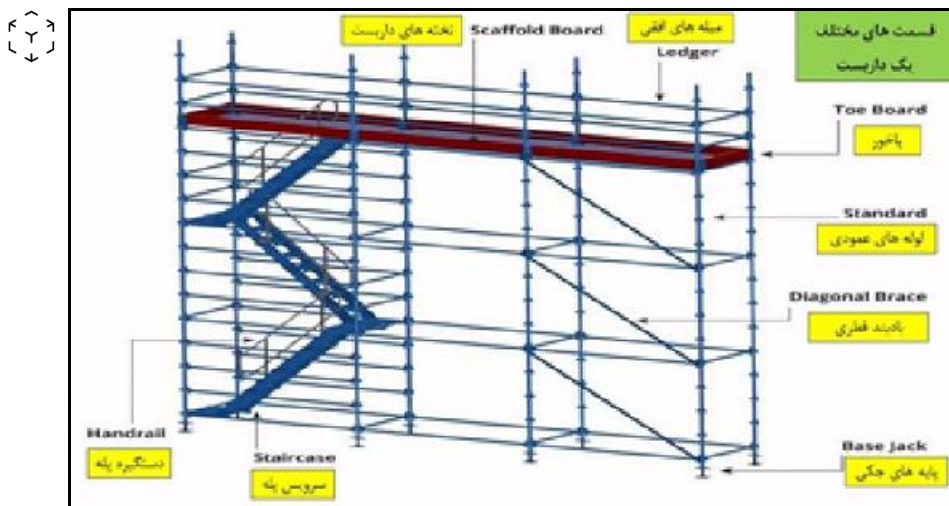 قسمت های مختلف
یک داربست
میله های افقی
Ledger
تخته های داربست
Scaffold Board
Toe Board
پاخور
Standard
لوله های عمودی
Diagonal Brace
بادبند قطری
Handrail
دستگیره پله
Staircase
سرویس پله
Base Jack
پایه های جکی